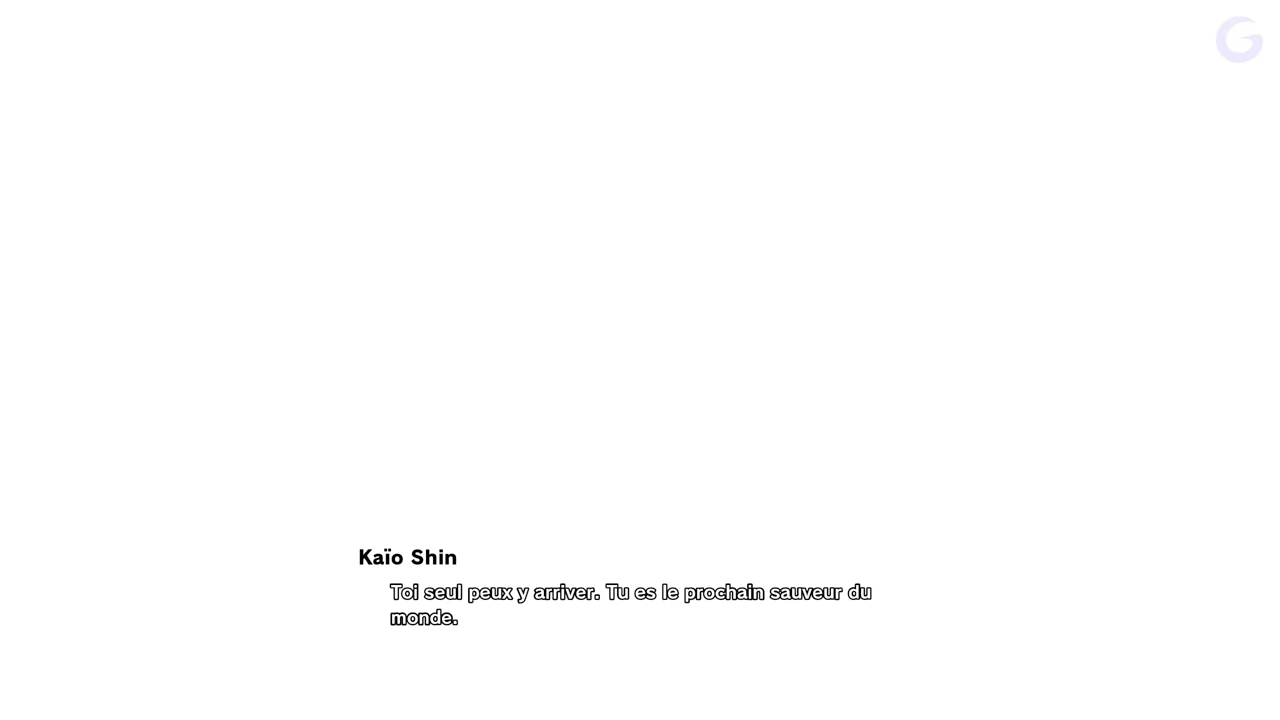 Kaïo Shin
Toi seul peux y arriver. Tu es le prochain sauveur du
monde.